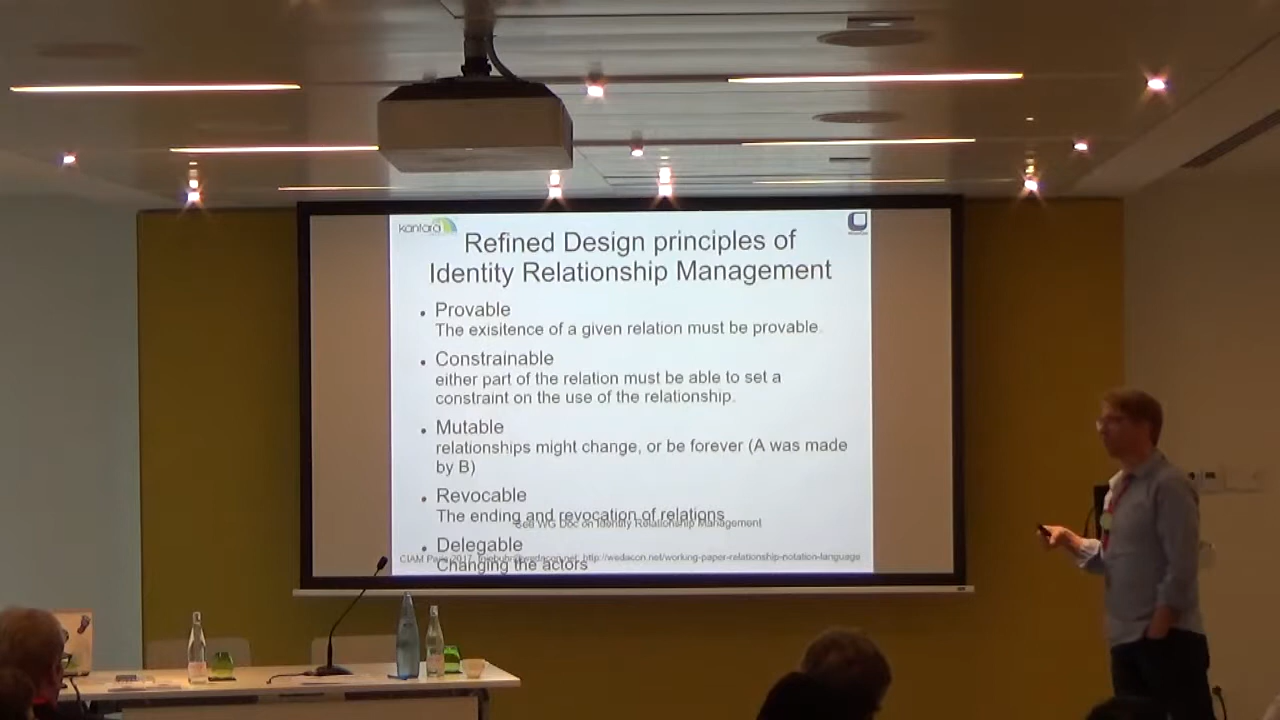 kantara
Refined Design principles of
Identity Relationship Management
Provable
The exisitence of a given relation must be provable.
Constrainable
either part of the relation must be able to set a
constraint on the use of the relationship.
Mutable
relationships might change, or be forever (A was made
by B)
Revocable
The ending and revocation of relations
See WG Doc on Identity Relationship Management
Delegable
CIAM http://wedacon.net/working-paper-relationship-notation-language
Changing the actors